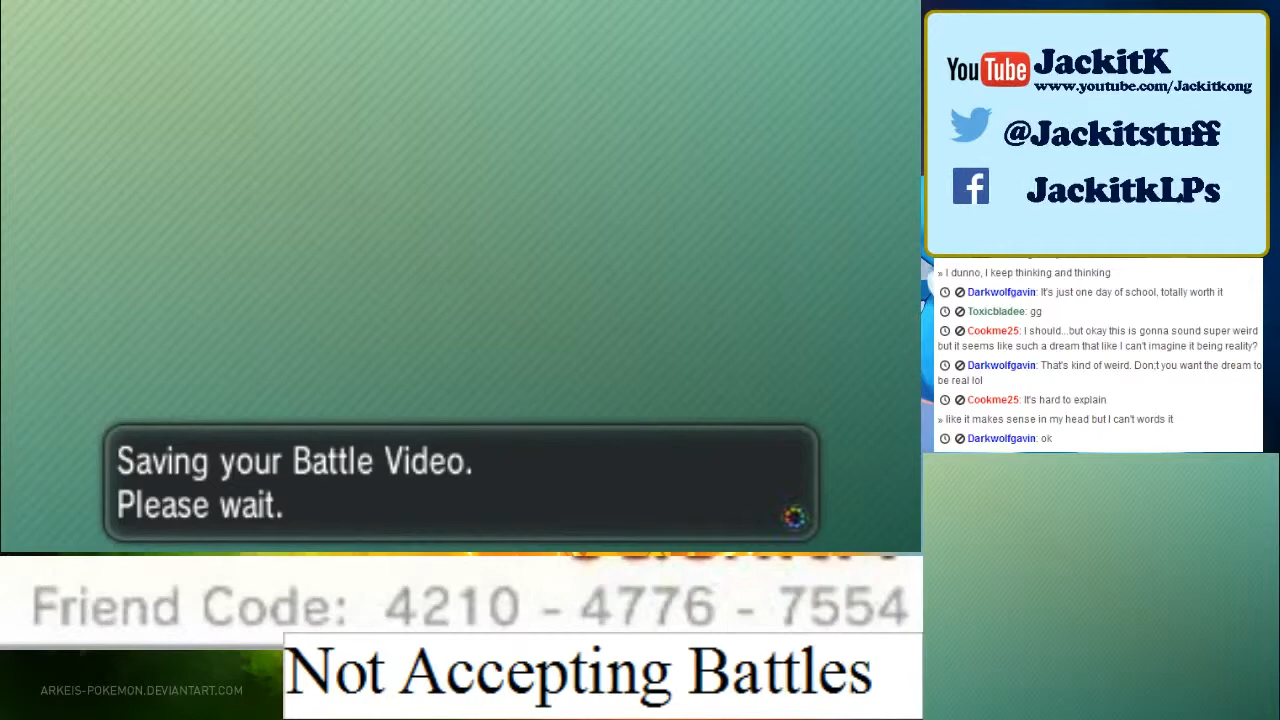 YouTube JackitK
www.youtube.com/Jackitkong
@Jackitstuff
JackitkLPs
» I dunno, I keep thinking and thinking
Darkwolfgavin: It's just one day of school, totally worth it
Toxicbladee: gg
Cookme25: I should...but okay this is gonna sound super weird
but it seems like such a dream that like I can't imagine it being reality?
Darkwolfgavin: That's kind of weird. Don;t you want the dream to
be real lol
Cookme25: It's hard to explain
» like it makes sense in my head but I can't words it
Darkwolfgavin: ok
Saving your Battle Video.
Please wait.
Friend Code: 4210 - 4776 - 7554
Not Accepting Battles
ARKEIS-POKEMON.DEVIANTART.COM